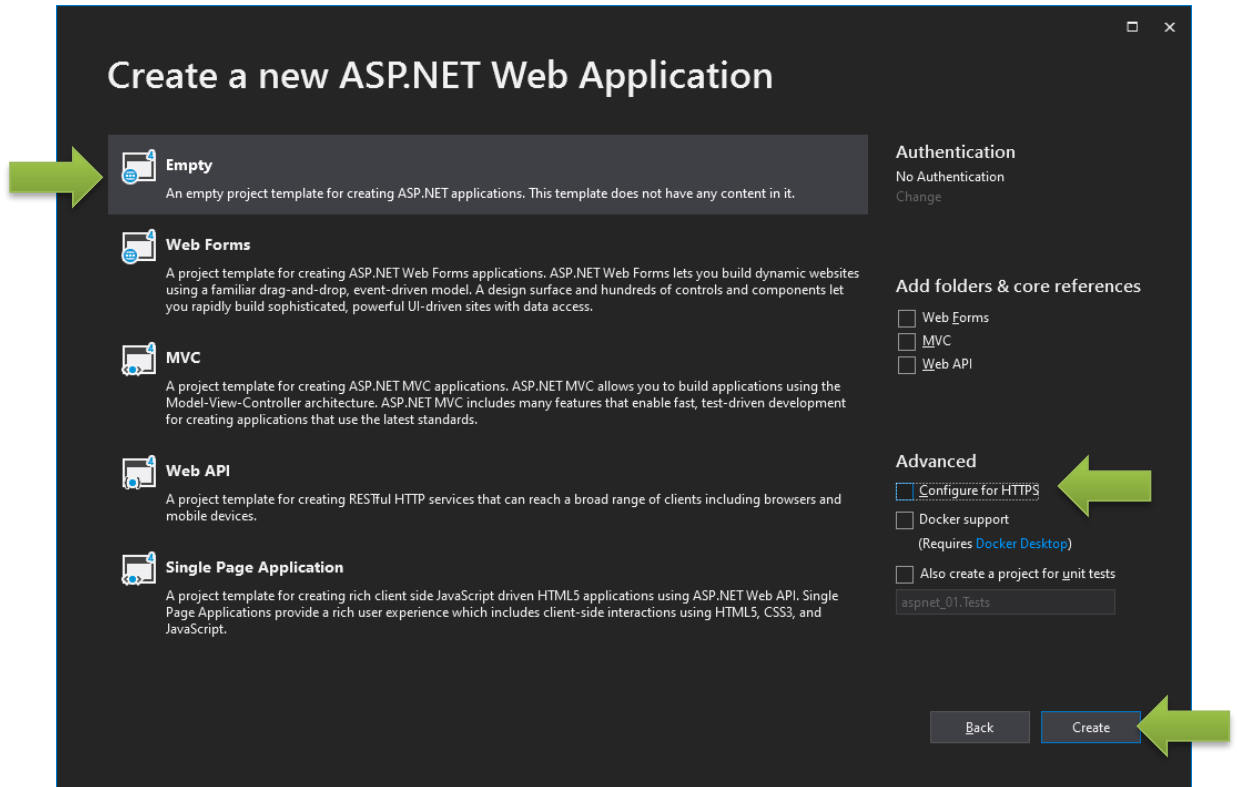 Create a new ASP.NET Web Application
Empty
An empty project template for creating ASP.NET applications. This template does not have any content in it.
Web Forms
A project template for creating ASP.NET Web Forms applications. ASP.NET Web Forms lets you build dynamic websites
using a familiar drag-and-drop, event-driven model. A design surface and hundreds of controls and components let
you rapidly build sophisticated, powerful UI-driven sites with data access.
MVC
A project template for creating ASP.NET MVC applications. ASP.NET MVC allows you to build applications using the
Model-View-Controller architecture. ASP.NET MVC includes many features that enable fast, test-driven development
for creating applications that use the latest standards.
Web API
A project template for creating RESTful HTTP services that can reach a broad range of clients including browsers and
mobile devices.
Single Page Application
A project template for creating rich client side JavaScript driven HTML5 applications using ASP.NET Web API. Single
Page Applications provide a rich user experience which includes client-side interactions using HTML5, CSS3, and
JavaScript.
Authentication
No Authentication
Change
Add folders & core references
Web Forms
MVC
Web API
Advanced
Configure for HTTPS
Docker support
(Requires Docker Desktop)
Also create a project for unit tests
aspnet_01.Tests
Back
Create